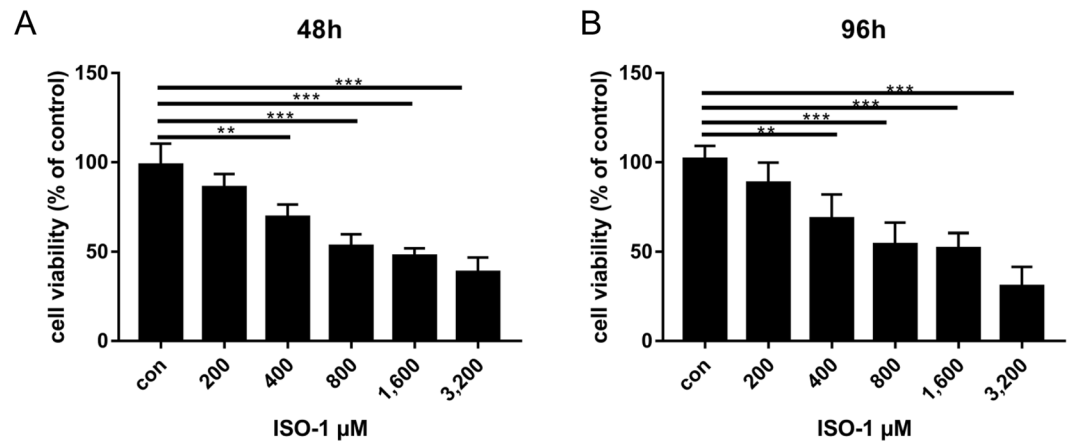 A
48h
cell viability (% of control)
150
100
50
0
***
***
***
**
con
200
400
800
1,600
3,200
ISO-1 µM
B
96h
cell viability (% of control)
150
100
50
0
***
***
***
**
con
200
400
800
1,600
3,200
ISO-1 µM